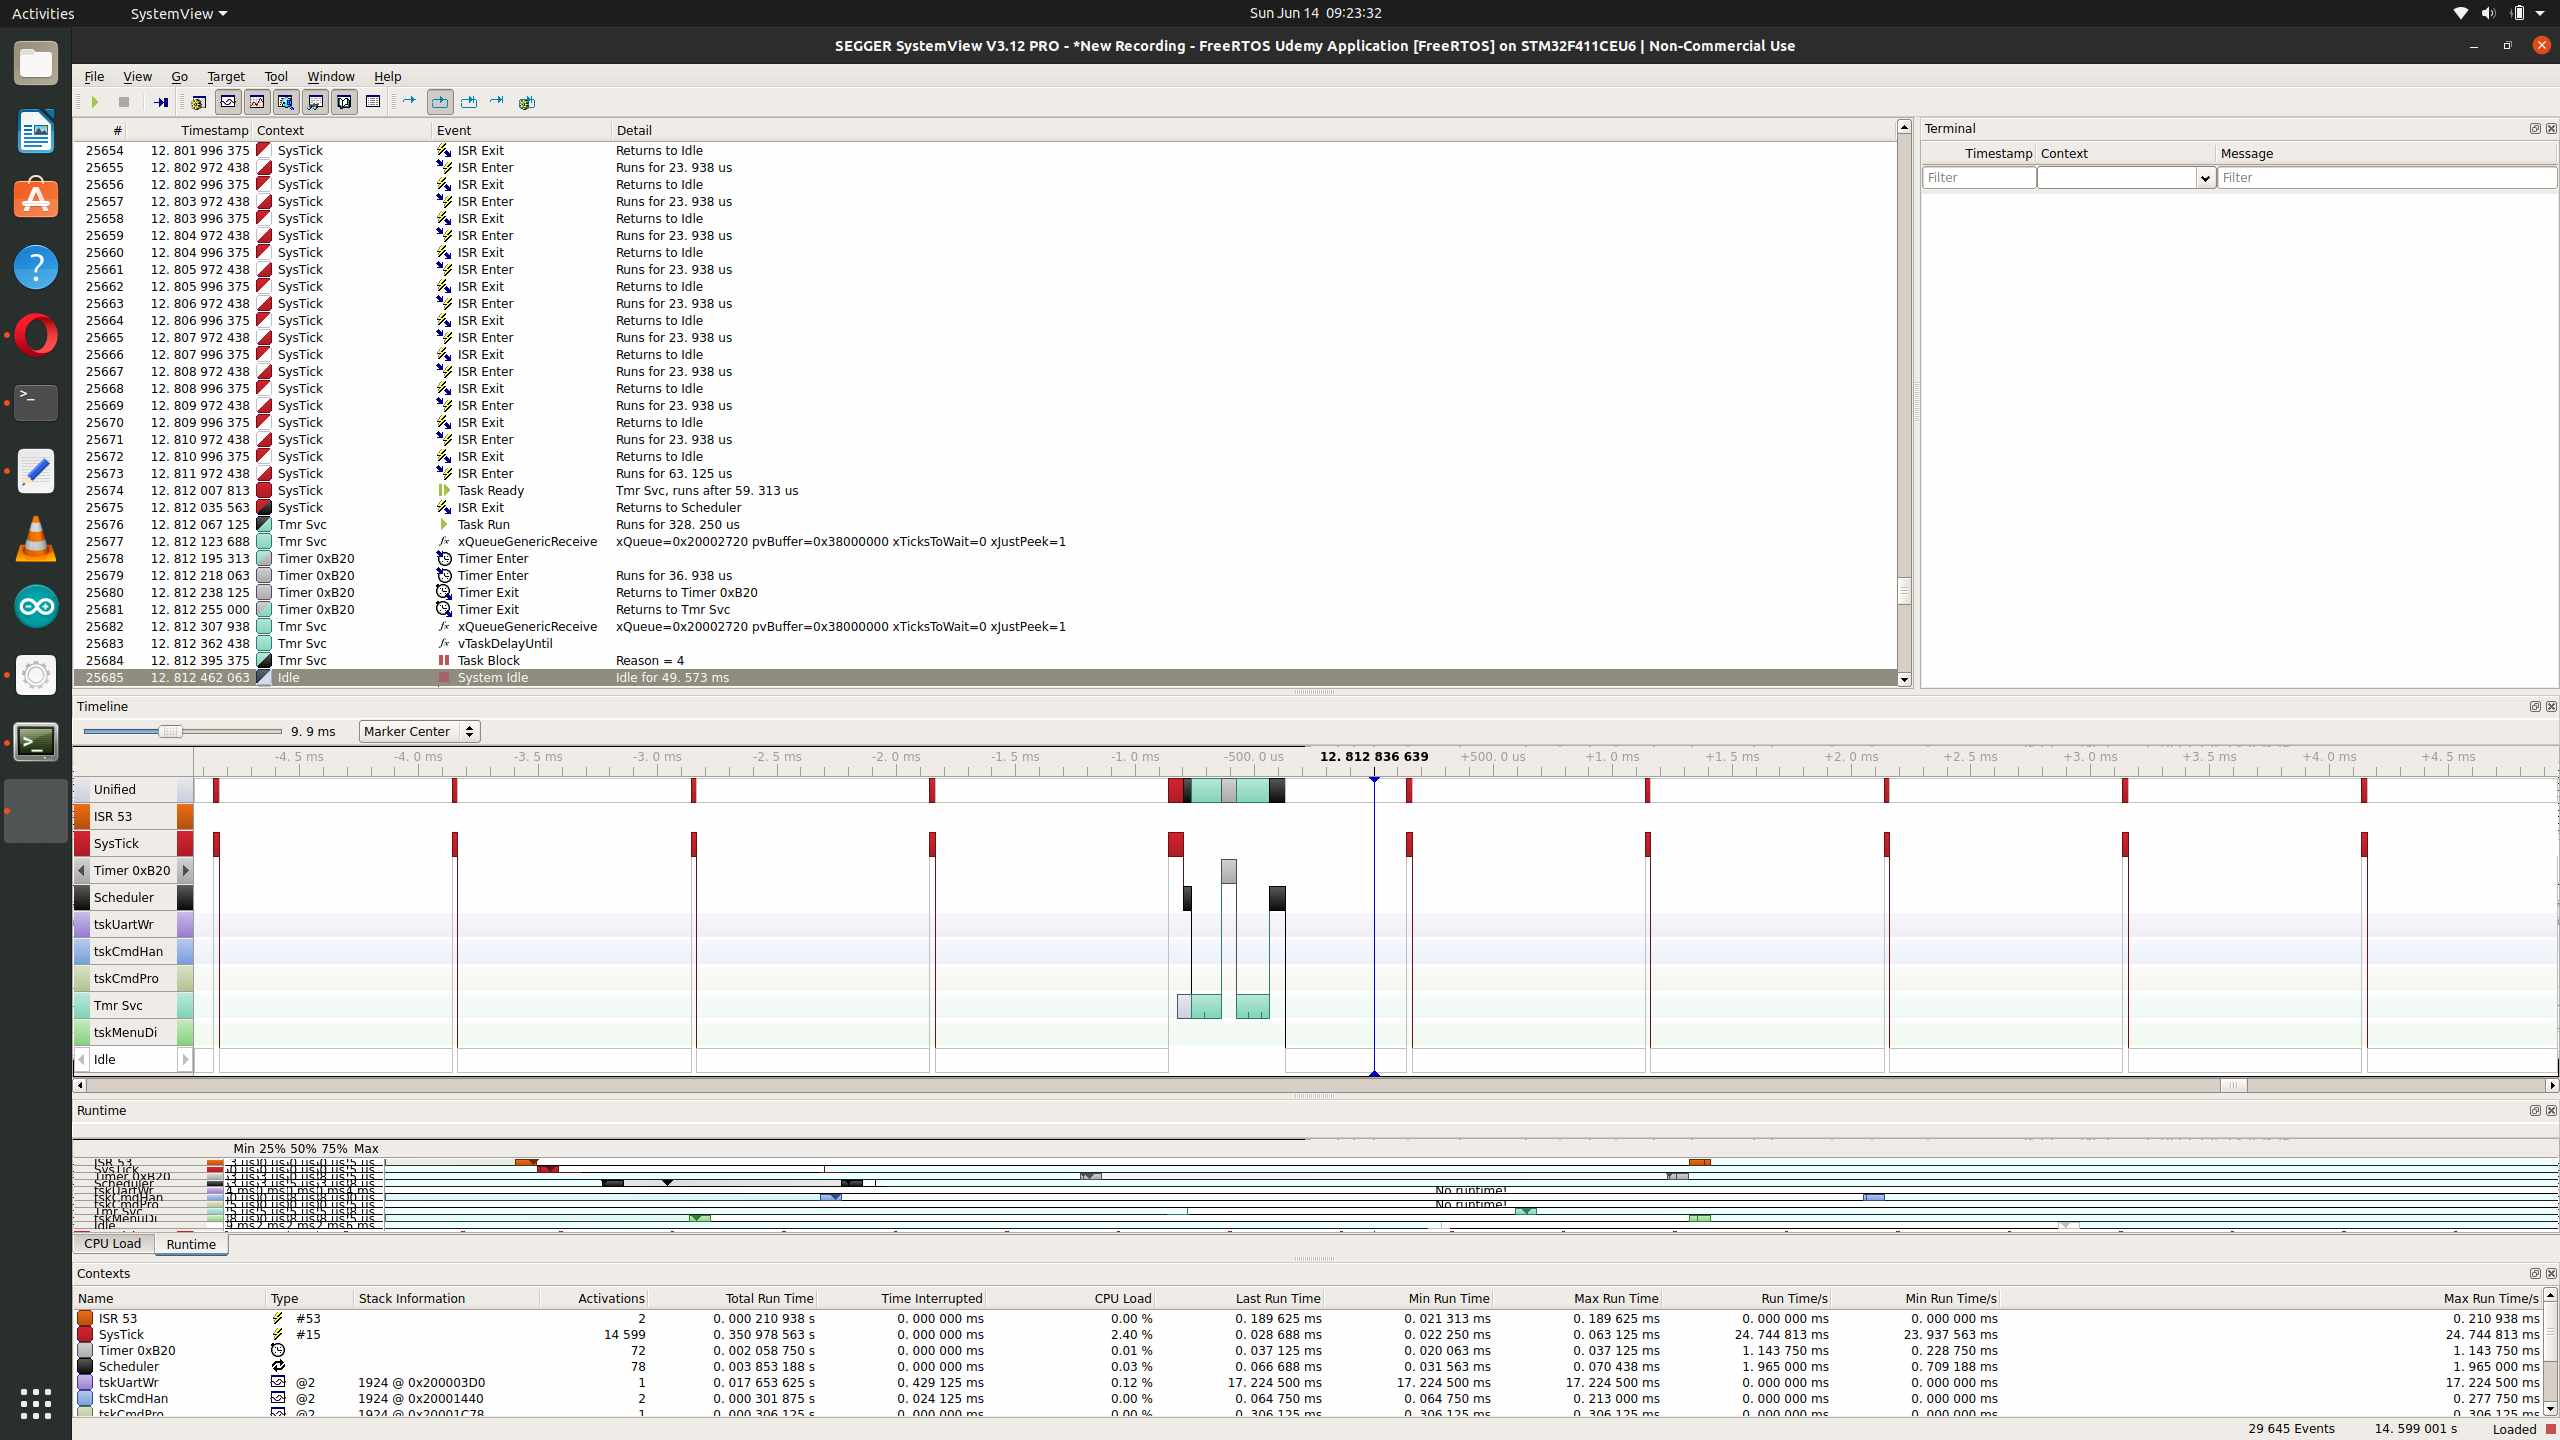 Activities SystemView Sun Jun 14 09:23:32
SEGGER SystemView V3.12 PRO - *New Recording - FreeRTOS Udemy Application [FreeRTOS] on STM32F411CEU6 | Non-Commercial Use
File View Go Target Tool Window Help
# Timestamp Context Event Detail
25654 12. 801 996 375 SysTick ISR Exit Returns to Idle
25655 12. 802 972 438 SysTick ISR Enter Runs for 23. 938 us
25656 12. 802 996 375 SysTick ISR Exit Returns to Idle
25657 12. 803 972 438 SysTick ISR Enter Runs for 23. 938 us
25658 12. 803 996 375 SysTick ISR Exit Returns to Idle
25659 12. 804 972 438 SysTick ISR Enter Runs for 23. 938 us
25660 12. 804 996 375 SysTick ISR Exit Returns to Idle
25661 12. 805 972 438 SysTick ISR Enter Runs for 23. 938 us
25662 12. 805 996 375 SysTick ISR Exit Returns to Idle
25663 12. 806 972 438 SysTick ISR Enter Runs for 23. 938 us
25664 12. 806 996 375 SysTick ISR Exit Returns to Idle
25665 12. 807 972 438 SysTick ISR Enter Runs for 23. 938 us
25666 12. 807 996 375 SysTick ISR Exit Returns to Idle
25667 12. 808 972 438 SysTick ISR Enter Runs for 23. 938 us
25668 12. 808 996 375 SysTick ISR Exit Returns to Idle
25669 12. 809 972 438 SysTick ISR Enter Runs for 23. 938 us
25670 12. 809 996 375 SysTick ISR Exit Returns to Idle
25671 12. 810 972 438 SysTick ISR Enter Runs for 23. 938 us
25672 12. 810 996 375 SysTick ISR Exit Returns to Idle
25673 12. 811 972 438 SysTick ISR Enter Runs for 63. 125 us
25674 12. 812 007 813 SysTick Task Ready Tmr Svc, runs after 59. 313 us
25675 12. 812 035 563 SysTick ISR Exit Returns to Scheduler
25676 12. 812 067 125 Tmr Svc Task Run Runs for 328. 250 us
25677 12. 812 123 688 Tmr Svc xQueueGenericReceive xQueue=0x20002720 pvBuffer=0x38000000 xTicksToWait=0 xJustPeek=1
25678 12. 812 195 313 Timer 0xB20 Timer Enter
25679 12. 812 218 063 Timer 0xB20 Timer Enter Runs for 36. 938 us
25680 12. 812 238 125 Timer 0xB20 Timer Exit Returns to Timer 0xB20
25681 12. 812 255 000 Timer 0xB20 Timer Exit Returns to Tmr Svc
25682 12. 812 307 938 Tmr Svc xQueueGenericReceive xQueue=0x20002720 pvBuffer=0x38000000 xTicksToWait=0 xJustPeek=1
25683 12. 812 362 438 Tmr Svc vTaskDelayUntil
25684 12. 812 395 375 Tmr Svc Task Block Reason = 4
25685 12. 812 462 063 Idle System Idle Idle for 49. 573 ms
Terminal
Timestamp Context Message
Filter Filter
Timeline
9. 9 ms Marker Center
-4. 5 ms -4. 0 ms -3. 5 ms -3. 0 ms -2. 5 ms -2. 0 ms -1. 5 ms -1. 0 ms -500. 0 us 12. 812 836 639 +500. 0 us +1. 0 ms +1. 5 ms +2. 0 ms +2. 5 ms +3. 0 ms +3. 5 ms +4. 0 ms +4. 5 ms
Unified
ISR 53
SysTick
Timer 0xB20
Scheduler
tskUartWr
tskCmdHan
tskCmdPro
Tmr Svc
tskMenuDi
Idle
Runtime
Min 25% 50% 75% Max
No runtime!
No runtime!
CPU Load Runtime
Contexts
Name Type Stack Information Activations Total Run Time Time Interrupted CPU Load Last Run Time Min Run Time Max Run Time Run Time/s Min Run Time/s Max Run Time/s
ISR 53 #53 2 0. 000 210 938 s 0. 000 000 ms 0.00 % 0. 189 625 ms 0. 021 313 ms 0. 189 625 ms 0. 000 000 ms 0. 000 000 ms 0. 210 938 ms
SysTick #15 14 599 0. 350 978 563 s 0. 000 000 ms 2.40 % 0. 028 688 ms 0. 022 250 ms 0. 063 125 ms 24. 744 813 ms 23. 937 563 ms 24. 744 813 ms
Timer 0xB20 72 0. 002 058 750 s 0. 000 000 ms 0.01 % 0. 037 125 ms 0. 020 063 ms 0. 037 125 ms 1. 143 750 ms 0. 228 750 ms 1. 143 750 ms
Scheduler 78 0. 003 853 188 s 0. 000 000 ms 0.03 % 0. 066 688 ms 0. 031 563 ms 0. 070 438 ms 1. 965 000 ms 0. 709 188 ms 1. 965 000 ms
tskUartWr @2 1924 @ 0x200003D0 1 0. 017 653 625 s 0. 429 125 ms 0.12 % 17. 224 500 ms 17. 224 500 ms 17. 224 500 ms 0. 000 000 ms 0. 000 000 ms 17. 224 500 ms
tskCmdHan @2 1924 @ 0x20001440 2 0. 000 301 875 s 0. 024 125 ms 0.00 % 0. 064 750 ms 0. 064 750 ms 0. 213 000 ms 0. 000 000 ms 0. 000 000 ms 0. 277 750 ms
tskCmdPro @2 1924 @ 0x20001C78 1 0. 000 306 125 s 0. 000 000 ms 0.00 % 0. 306 125 ms 0. 306 125 ms 0. 306 125 ms 0. 000 000 ms 0. 000 000 ms 0. 306 125 ms
29 645 Events 14. 599 001 s Loaded